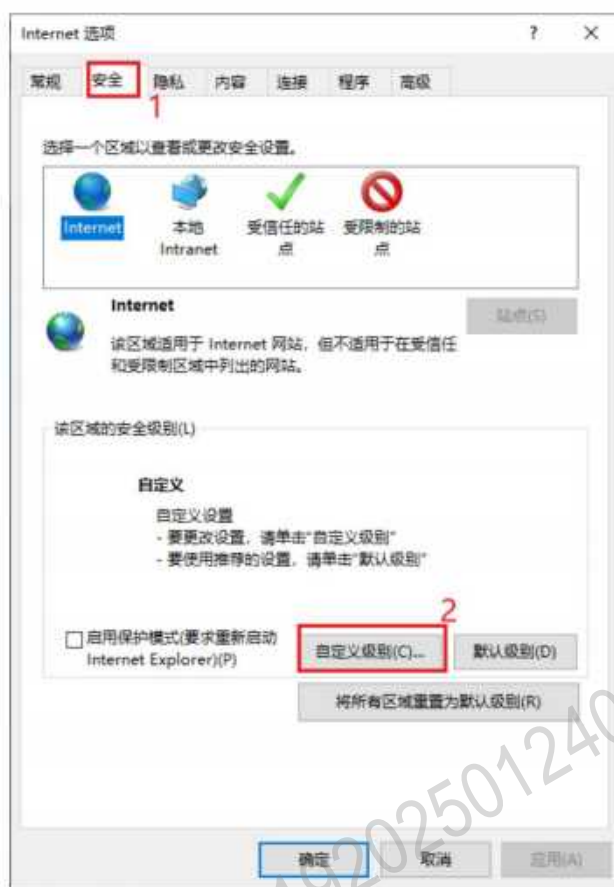 Internet 选项
? ×
常规 安全 隐私 内容 连接 程序 高级
1
选择一个区域以查看或更改安全设置。
Internet
本地
Intranet
受信任的站
点
受限制的站
点
Internet
站点(S)
该区域适用于 Internet 网站，但不适用于在受信任
和受限制区域中列出的网站。
该区域的安全级别(L)
自定义
自定义设置
- 要更改设置，请单击"自定义级别"
- 要使用推荐的设置，请单击"默认级别"
2
启用保护模式(要求重新启动
Internet Explorer)(P)
自定义级别(C)...
默认级别(D)
将所有区域重置为默认级别(R)
确定 取消 应用(A)